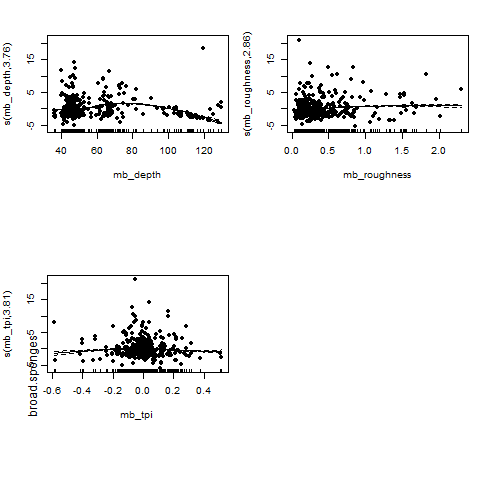 s(mb_depth,3.76)
-5 5 15
40 60 80 100 120
mb_depth
s(mb_roughness,2.86)
-5 5 15
0.0 0.5 1.0 1.5 2.0
mb_roughness
s(mb_tpi,3.81)
-5 5 15
-0.6 -0.4 -0.2 0.0 0.2 0.4
mb_tpi
broad.sponges